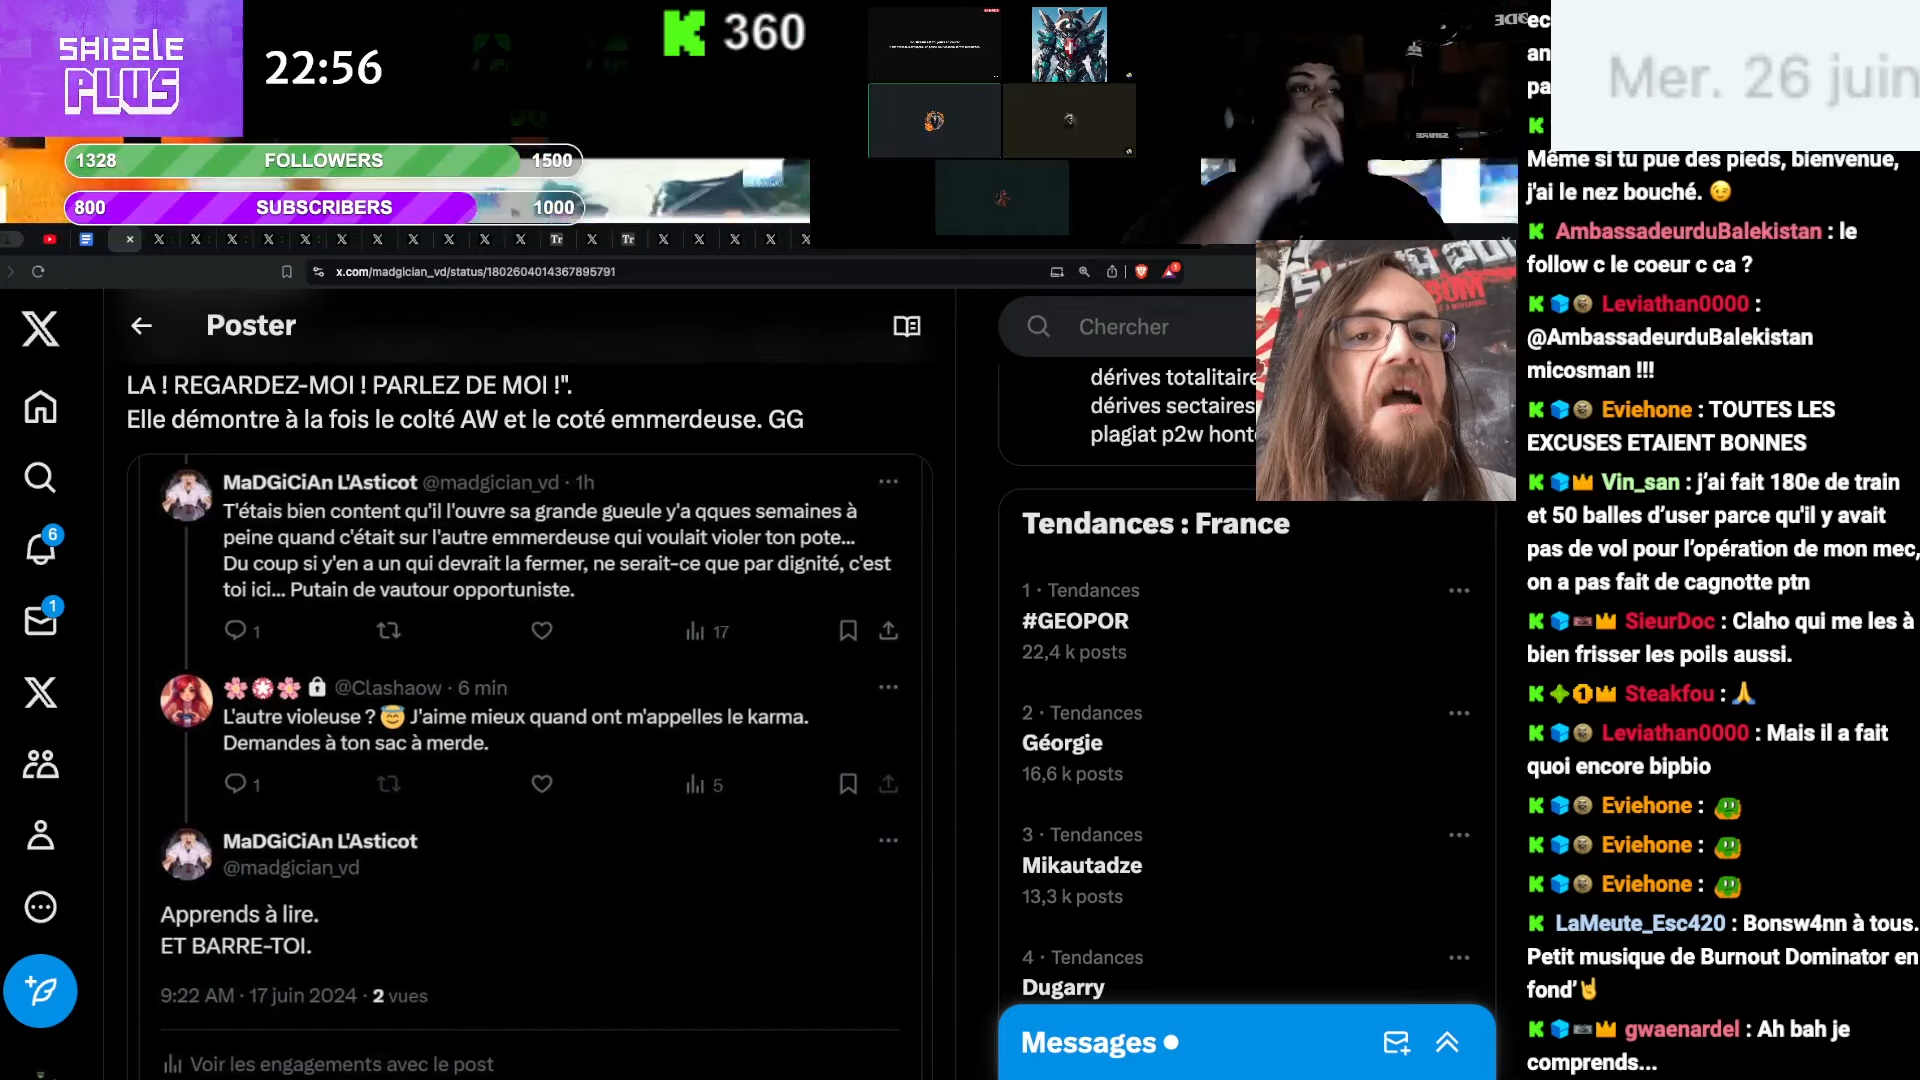 SHIZZLE
PLUS
22:56
360
1328 FOLLOWERS 1500
800 SUBSCRIBERS 1000
x.com/madgician_vd/status/1802604014367895791
Poster
LA ! REGARDEZ-MOI ! PARLEZ DE MOI !".
Elle démontre à la fois le colté AW et le coté emmerdeuse. GG
MaDGiCiAn L'Asticot @madgician_vd · 1h
T'étais bien content qu'il l'ouvre sa grande gueule y'a qques semaines à
peine quand c'était sur l'autre emmerdeuse qui voulait violer ton pote...
Du coup si y'en a un qui devrait la fermer, ne serait-ce que par dignité, c'est
toi ici... Putain de vautour opportuniste.
1 17
🌸💮🌸 @Clashaow · 6 min
L'autre violeuse ? 😇 J'aime mieux quand ont m'appelles le karma.
Demandes à ton sac à merde.
1 5
MaDGiCiAn L'Asticot
@madgician_vd
Apprends à lire.
ET BARRE-TOI.
9:22 AM · 17 juin 2024 · 2 vues
Voir les engagements avec le post
6
1
Chercher
dérives totalitaire
dérives sectaires
plagiat p2w hont
Tendances : France
1 · Tendances
#GEOPOR
22,4 k posts
2 · Tendances
Géorgie
16,6 k posts
3 · Tendances
Mikautadze
13,3 k posts
4 · Tendances
Dugarry
Messages
Mer. 26 juin
ec
an
pa
Même si tu pue des pieds, bienvenue,
j'ai le nez bouché. 😉
AmbassadeurduBalekistan : le
follow c le coeur c ca ?
Leviathan0000 :
@AmbassadeurduBalekistan
micosman !!!
Eviehone : TOUTES LES
EXCUSES ETAIENT BONNES
Vin_san : j'ai fait 180e de train
et 50 balles d'user parce qu'il y avait
pas de vol pour l'opération de mon mec,
on a pas fait de cagnotte ptn
SieurDoc : Claho qui me les à
bien frisser les poils aussi.
Steakfou : 🙏
Leviathan0000 : Mais il a fait
quoi encore bipbio
Eviehone :
Eviehone :
Eviehone :
LaMeute_Esc420 : Bonsw4nn à tous.
Petit musique de Burnout Dominator en
fond'🤘
gwaenardel : Ah bah je
comprends...